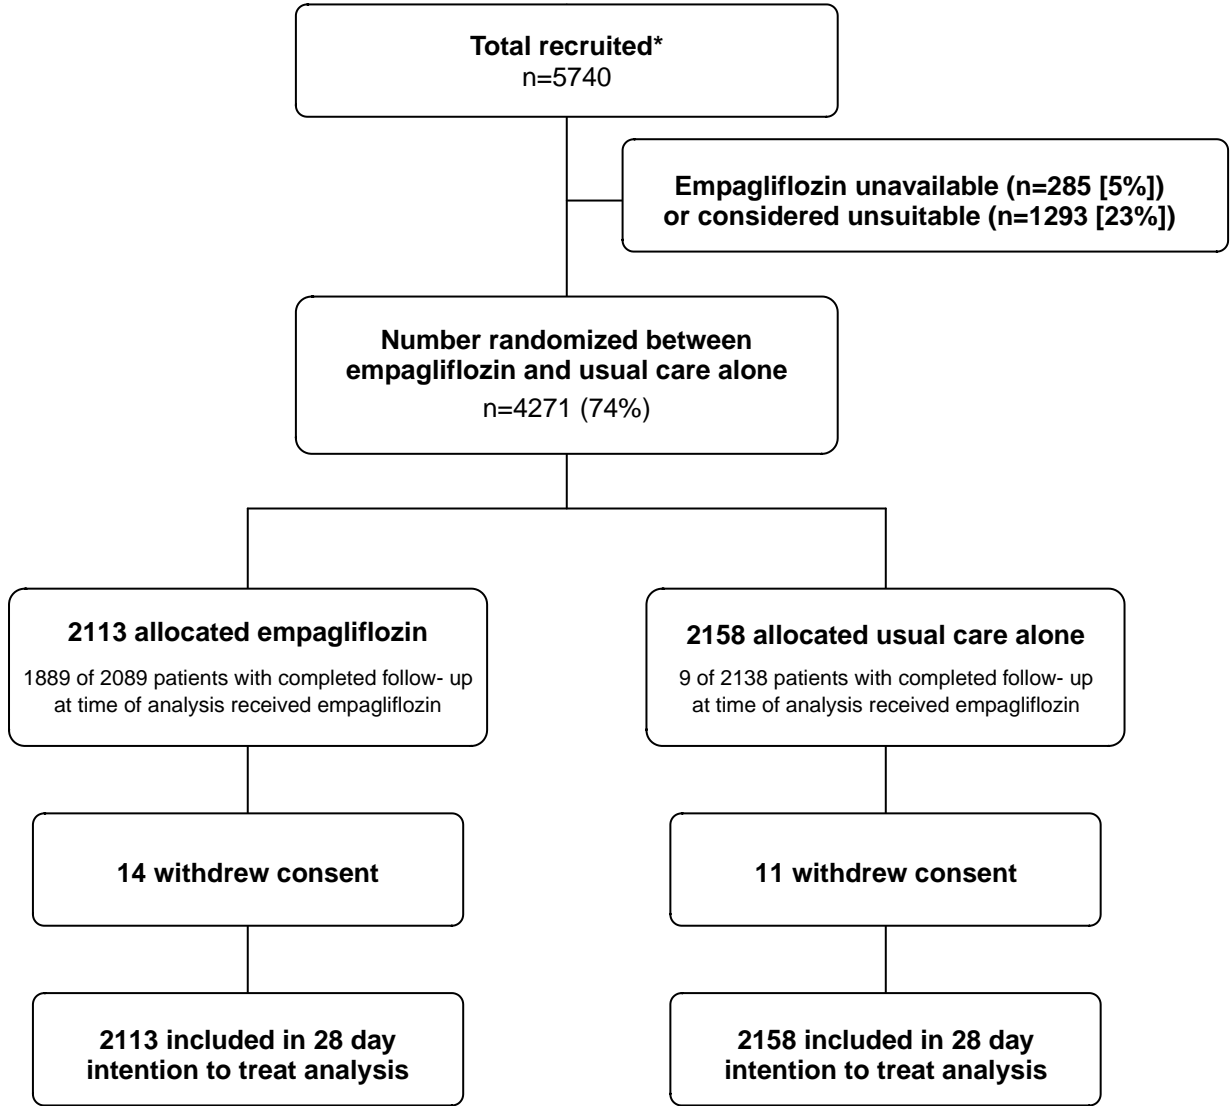 Total recruited*
n=5740
Empagliflozin unavailable (n=285 [5%])
or considered unsuitable (n=1293 [23%])
Number randomized between
empagliflozin and usual care alone
n=4271 (74%)
2113 allocated empagliflozin
1889 of 2089 patients with completed follow- up
at time of analysis received empagliflozin
2158 allocated usual care alone
9 of 2138 patients with completed follow- up
at time of analysis received empagliflozin
14 withdrew consent
11 withdrew consent
2113 included in 28 day
intention to treat analysis
2158 included in 28 day
intention to treat analysis